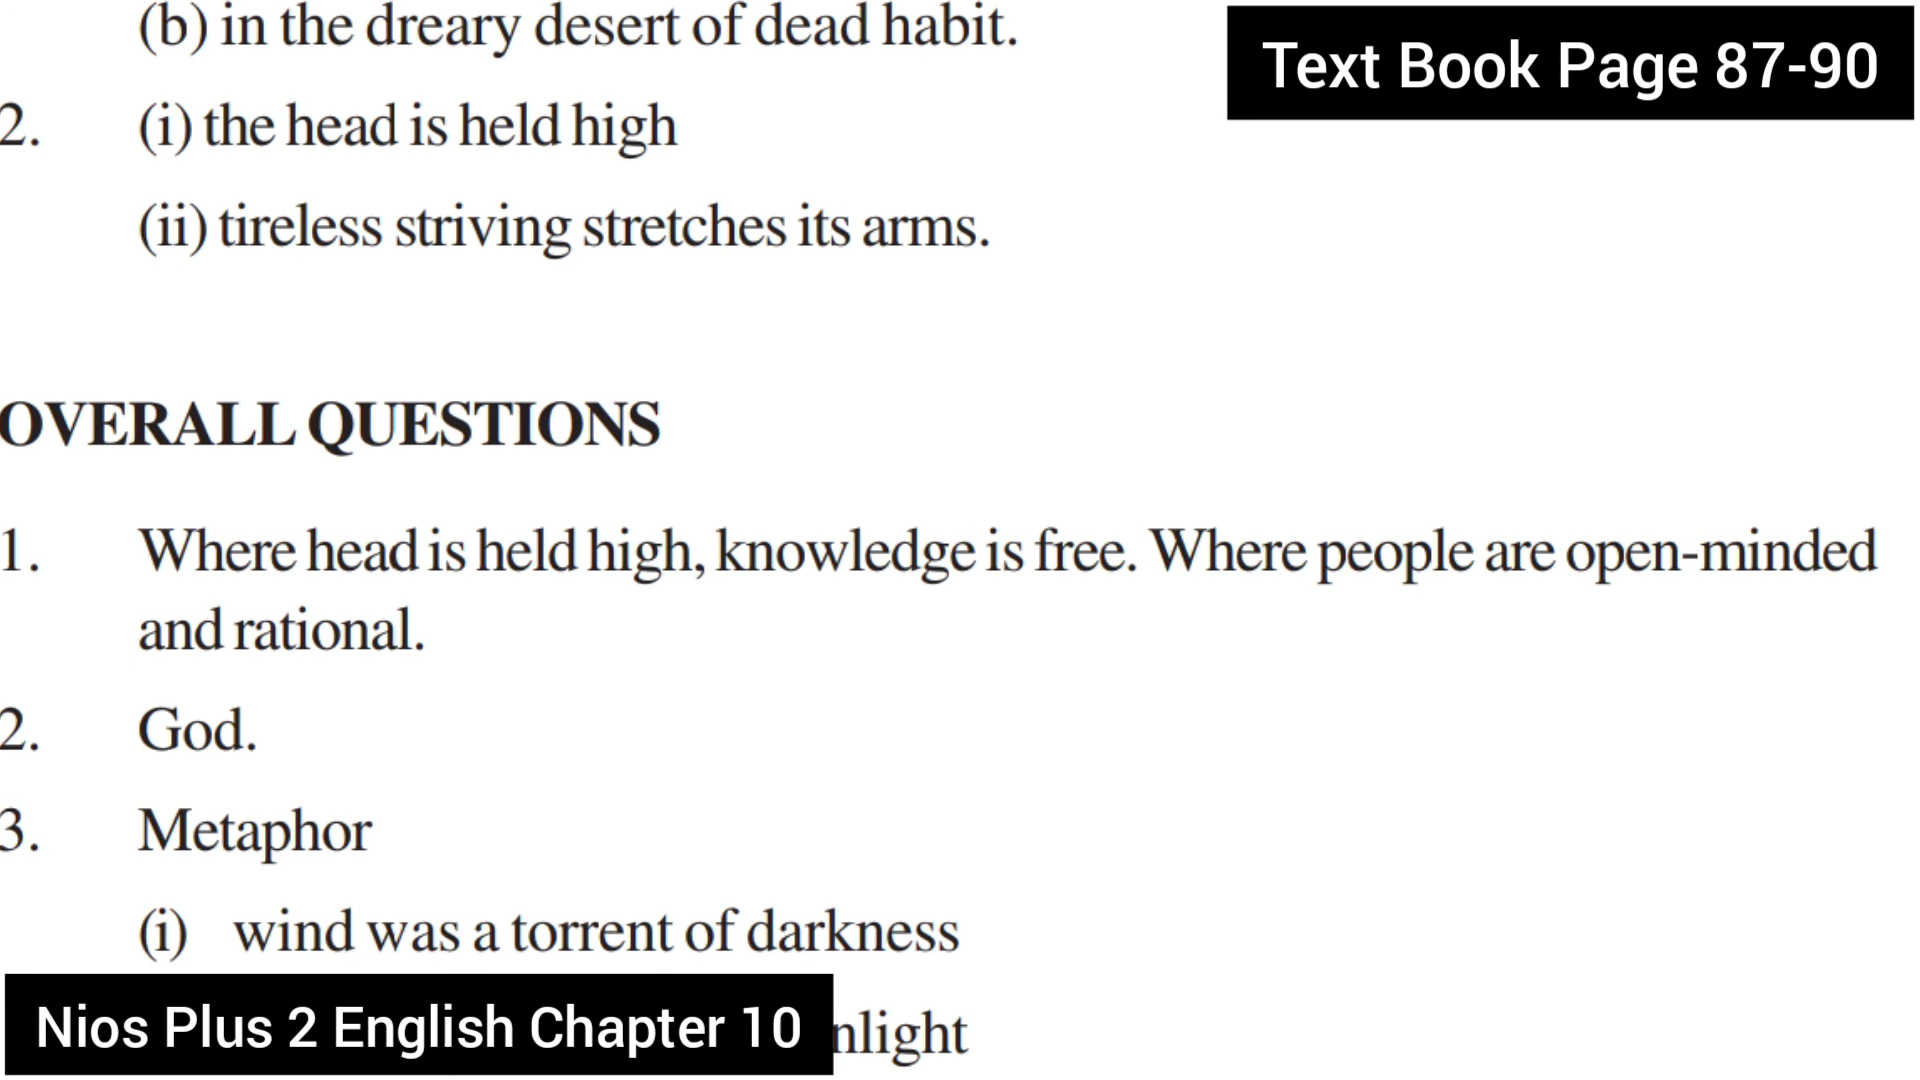 (b) in the dreary desert of dead habit.
Text Book Page 87-90
2. (i) the head is held high
(ii) tireless striving stretches its arms.
OVERALL QUESTIONS
1. Where head is held high, knowledge is free. Where people are open-minded
and rational.
2. God.
3. Metaphor
(i) wind was a torrent of darkness
Nios Plus 2 English Chapter 10